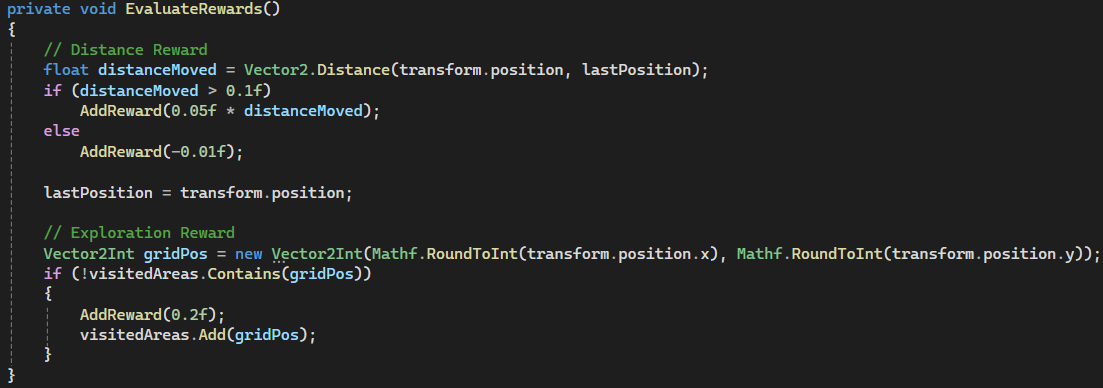 private void EvaluateRewards()
{
    // Distance Reward
    float distanceMoved = Vector2.Distance(transform.position, lastPosition);
    if (distanceMoved > 0.1f)
        AddReward(0.05f * distanceMoved);
    else
        AddReward(-0.01f);

    lastPosition = transform.position;

    // Exploration Reward
    Vector2Int gridPos = new Vector2Int(Mathf.RoundToInt(transform.position.x), Mathf.RoundToInt(transform.position.y));
    if (!visitedAreas.Contains(gridPos))
    {
        AddReward(0.2f);
        visitedAreas.Add(gridPos);
    }
}